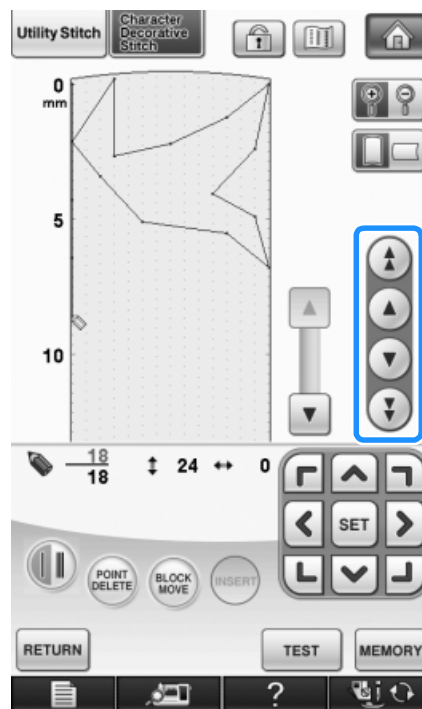 Utility Stitch
Character
Decorative
Stitch
0
mm
5
10
18
18
24
0
SET
POINT
DELETE
BLOCK
MOVE
INSERT
RETURN
TEST
MEMORY
?